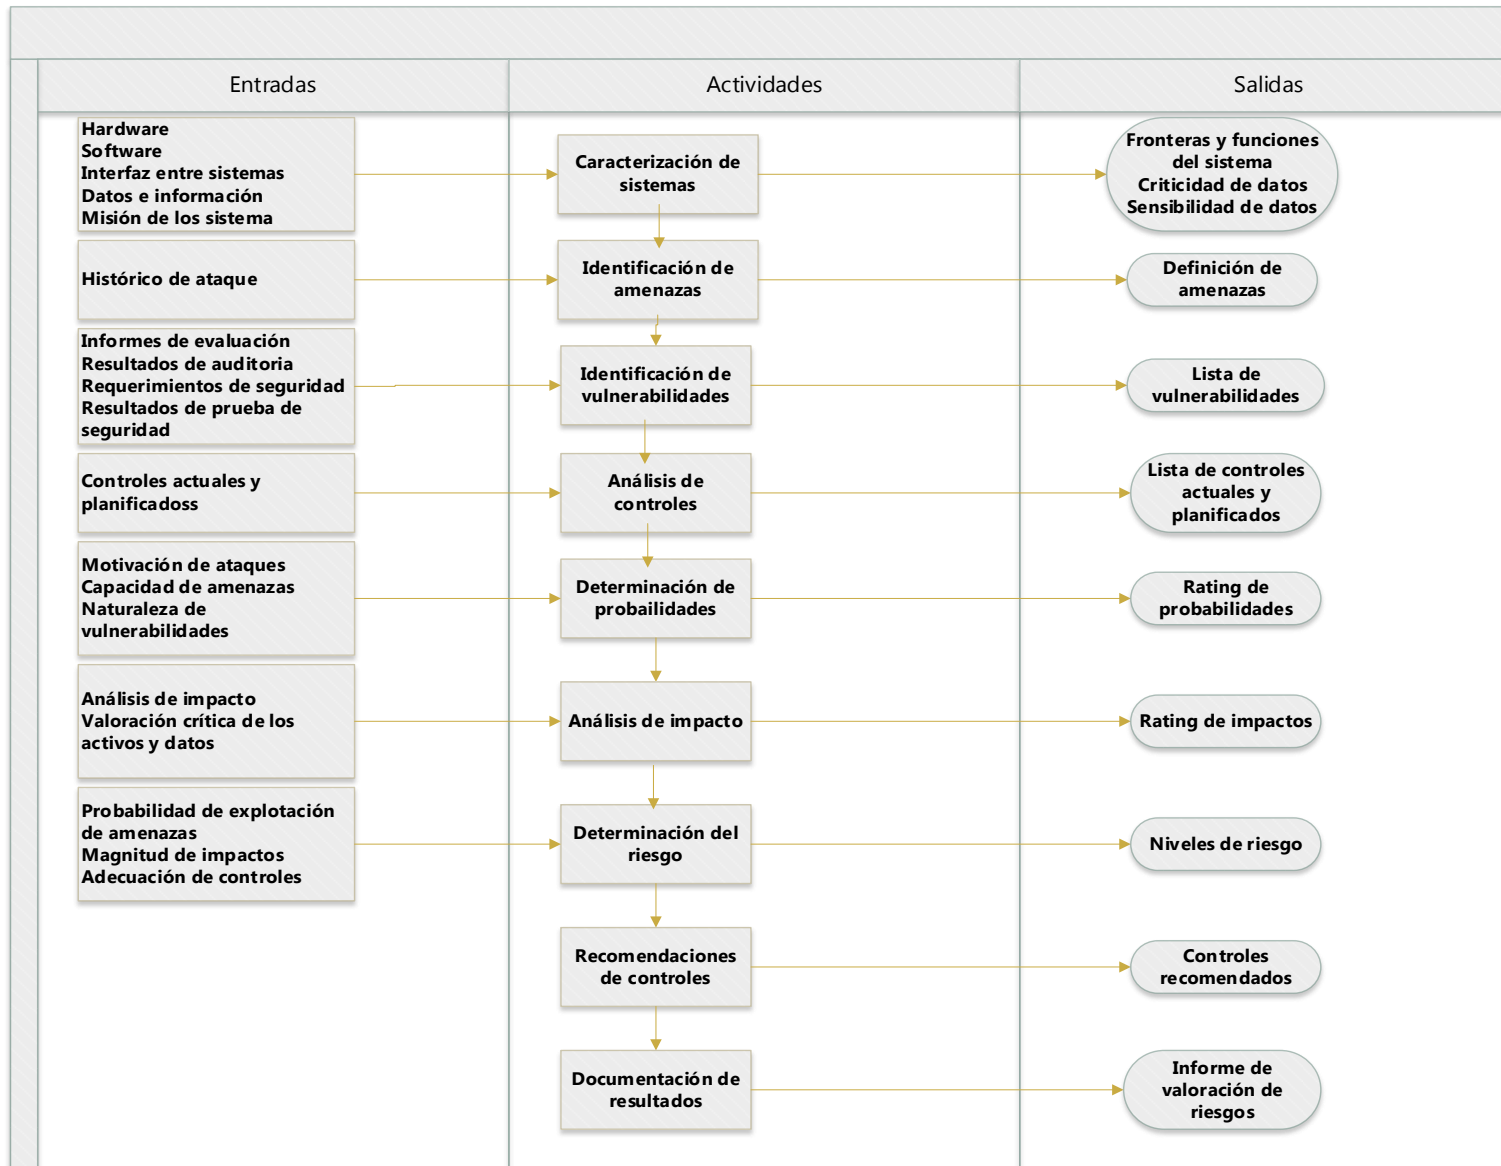 Entradas
Actividades
Salidas
Hardware
Software
Interfaz entre sistemas
Datos e información
Misión de los sistema
Caracterización de
sistemas
Fronteras y funciones
del sistema
Criticidad de datos
Sensibilidad de datos
Histórico de ataque
Identificación de
amenazas
Definición de
amenazas
Informes de evaluación
Resultados de auditoria
Requerimientos de seguridad
Resultados de prueba de
seguridad
Identificación de
vulnerabilidades
Lista de
vulnerabilidades
Controles actuales y
planificadoss
Análisis de
controles
Lista de controles
actuales y
planificados
Motivación de ataques
Capacidad de amenazas
Naturaleza de
vulnerabilidades
Determinación de
probailidades
Rating de
probabilidades
Análisis de impacto
Valoración crítica de los
activos y datos
Análisis de impacto
Rating de impactos
Probabilidad de explotación
de amenazas
Magnitud de impactos
Adecuación de controles
Determinación del
riesgo
Niveles de riesgo
Recomendaciones
de controles
Controles
recomendados
Documentación de
resultados
Informe de
valoración de
riesgos